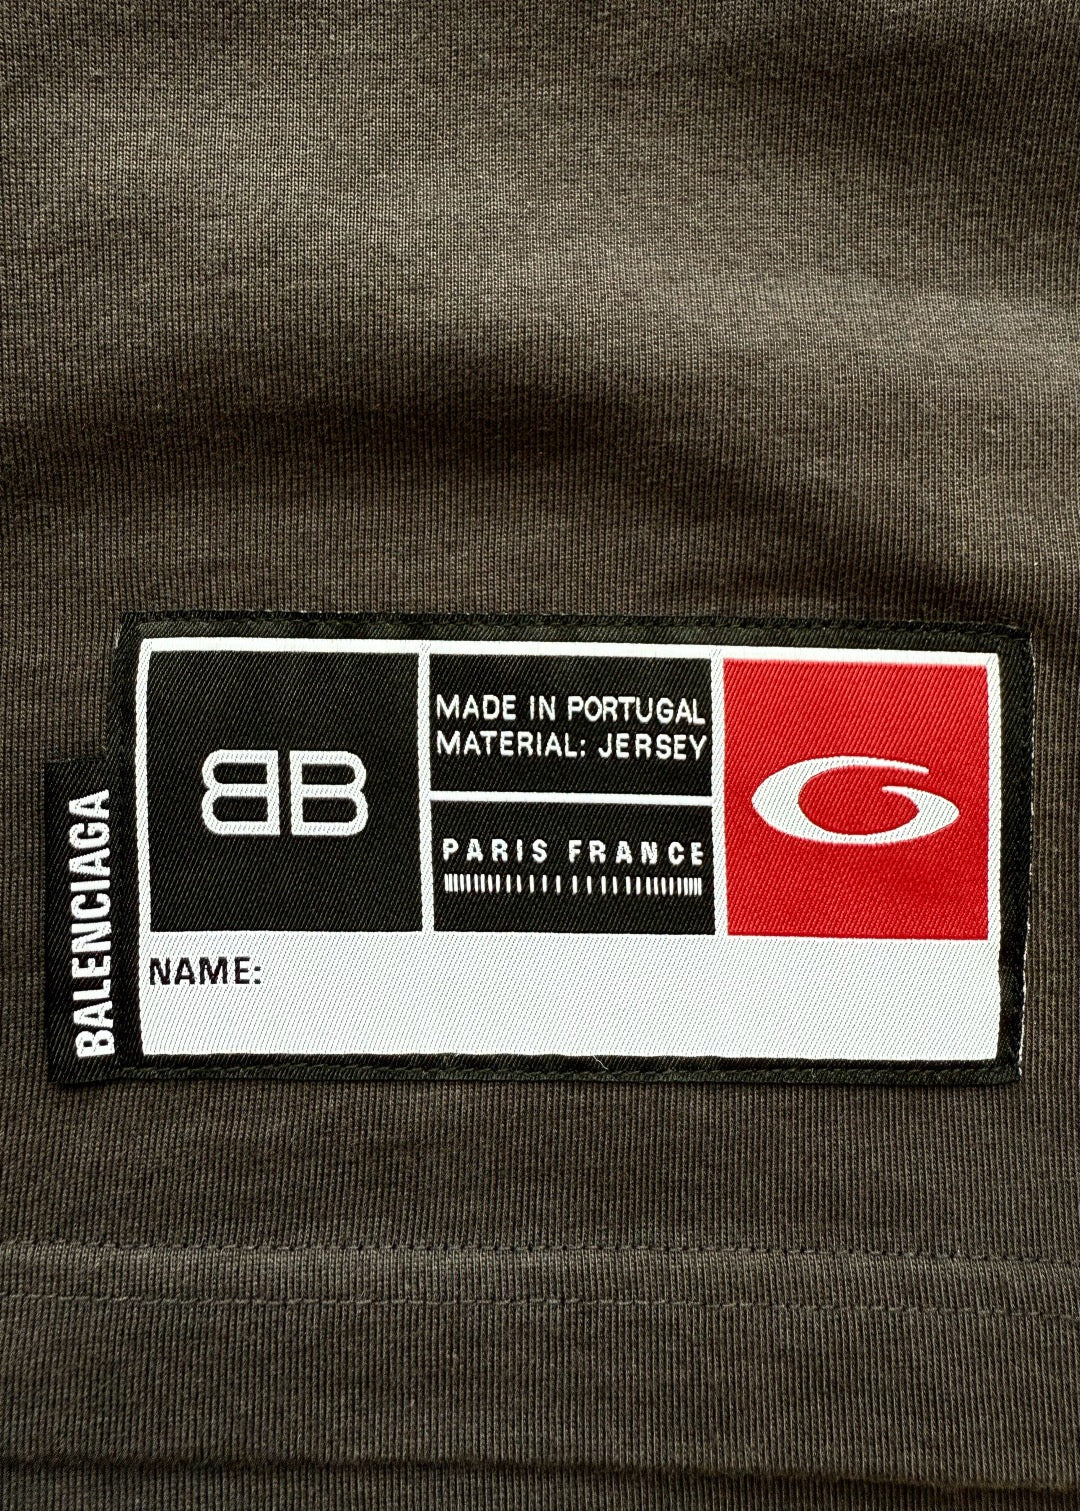 BALENCIAGA
BB
MADE IN PORTUGAL
MATERIAL: JERSEY
PARIS FRANCE
G
NAME: